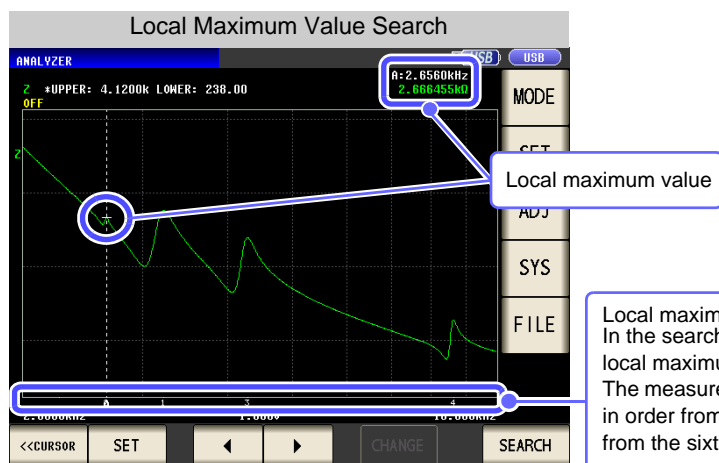 Local Maximum Value Search
ANALYZER
USB
USB
Z *UPPER: 4.1200k LOWER: 238.00
OFF
A:2.6560kHz
2.666455kΩ
MODE
Z
Local maximum value
ADJ
SYS
FILE
Local maxim
In the search
local maximu
The measure
in order from
from the sixt
1 3 4
<<CURSOR SET CHANGE SEARCH